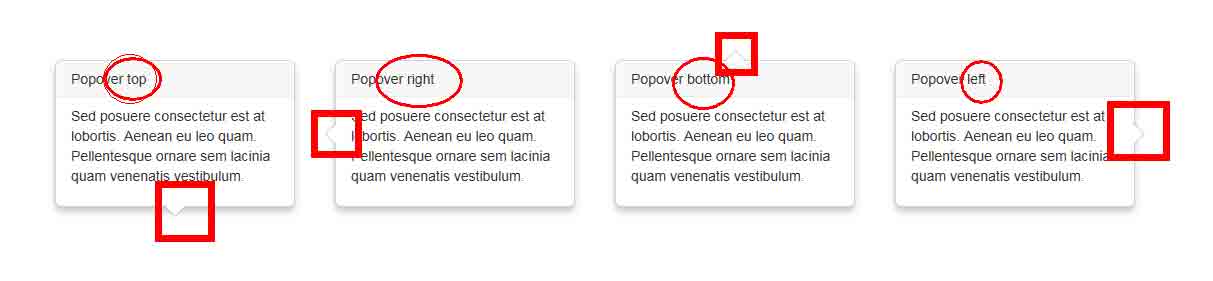 Popover top
Sed posuere consectetur est at
lobortis. Aenean eu leo quam.
Pellentesque ornare sem lacinia
quam venenatis vestibulum.
Popover right
Sed posuere consectetur est at
lobortis. Aenean eu leo quam.
Pellentesque ornare sem lacinia
quam venenatis vestibulum.
Popover bottom
Sed posuere consectetur est at
lobortis. Aenean eu leo quam.
Pellentesque ornare sem lacinia
quam venenatis vestibulum.
Popover left
Sed posuere consectetur est at
lobortis. Aenean eu leo quam.
Pellentesque ornare sem lacinia
quam venenatis vestibulum.